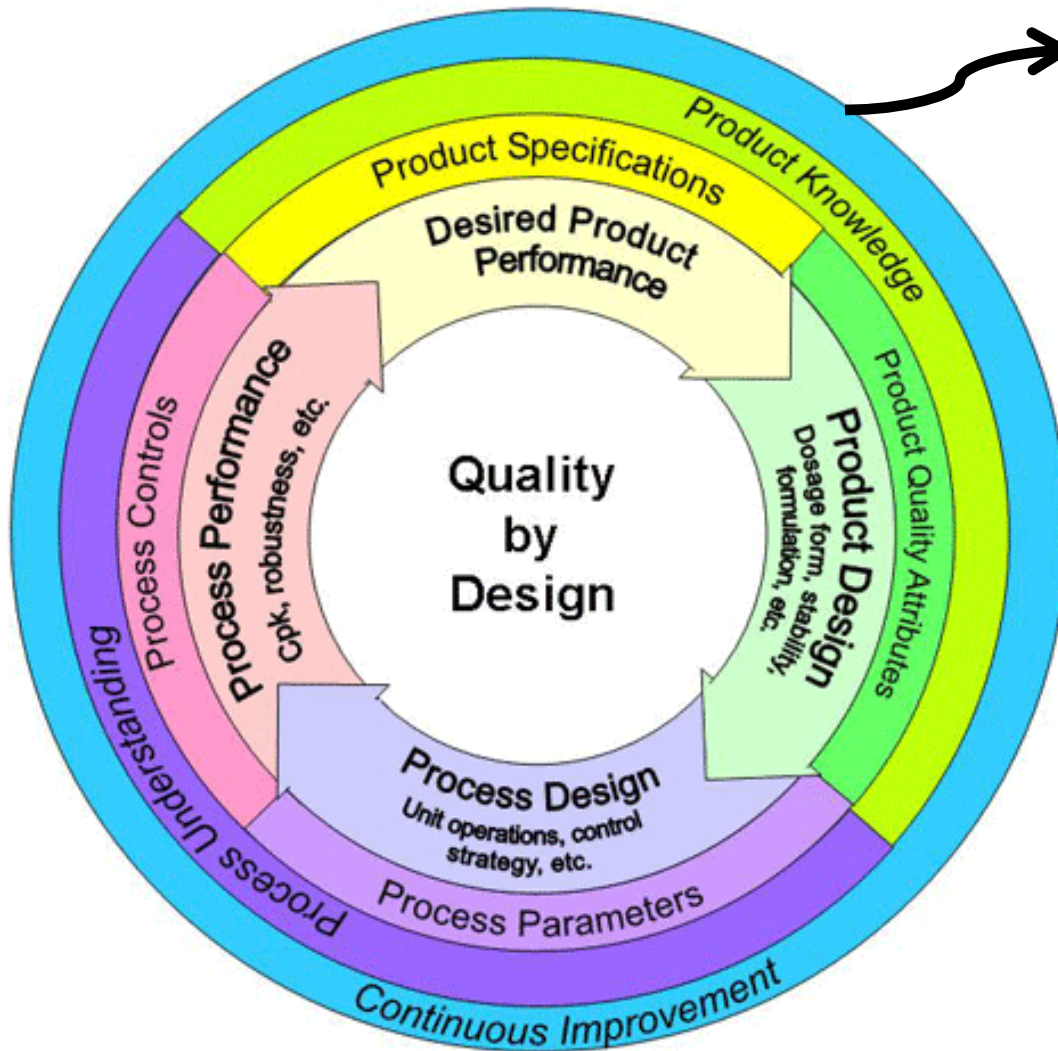 Product Knowledge
Product Specifications
Desired Product
Performance
Product Quality Attributes
Product Design
Dosage form, stability,
formulation, etc.
Quality
by
Design
Process Performance
Cpk, robustness, etc.
Process Controls
Process Understanding
Process Design
Unit operations, control
strategy, etc.
Process Parameters
Continuous Improvement